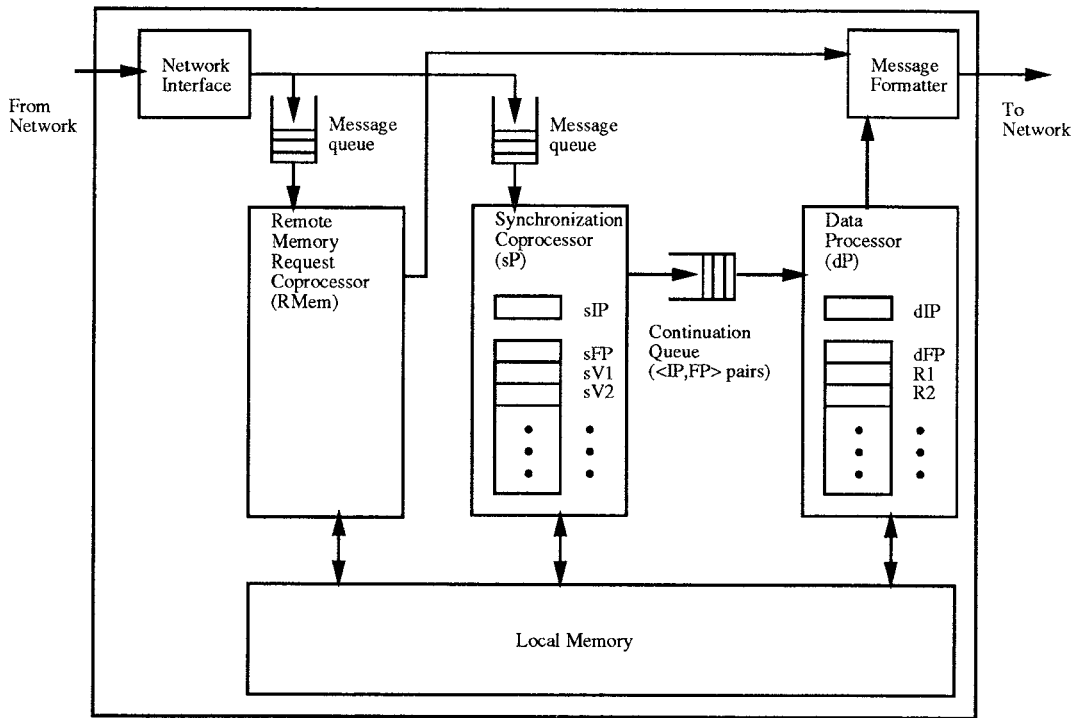 Network
Interface
Message
Formatter
From
Network
To
Network
Message
queue
Message
queue
Remote
Memory
Request
Coprocessor
(RMem)
Synchronization
Coprocessor
(sP)
Data
Processor
(dP)
sIP
dIP
Continuation
Queue
(<IP,FP> pairs)
sFP
sV1
sV2
dFP
R1
R2
Local Memory